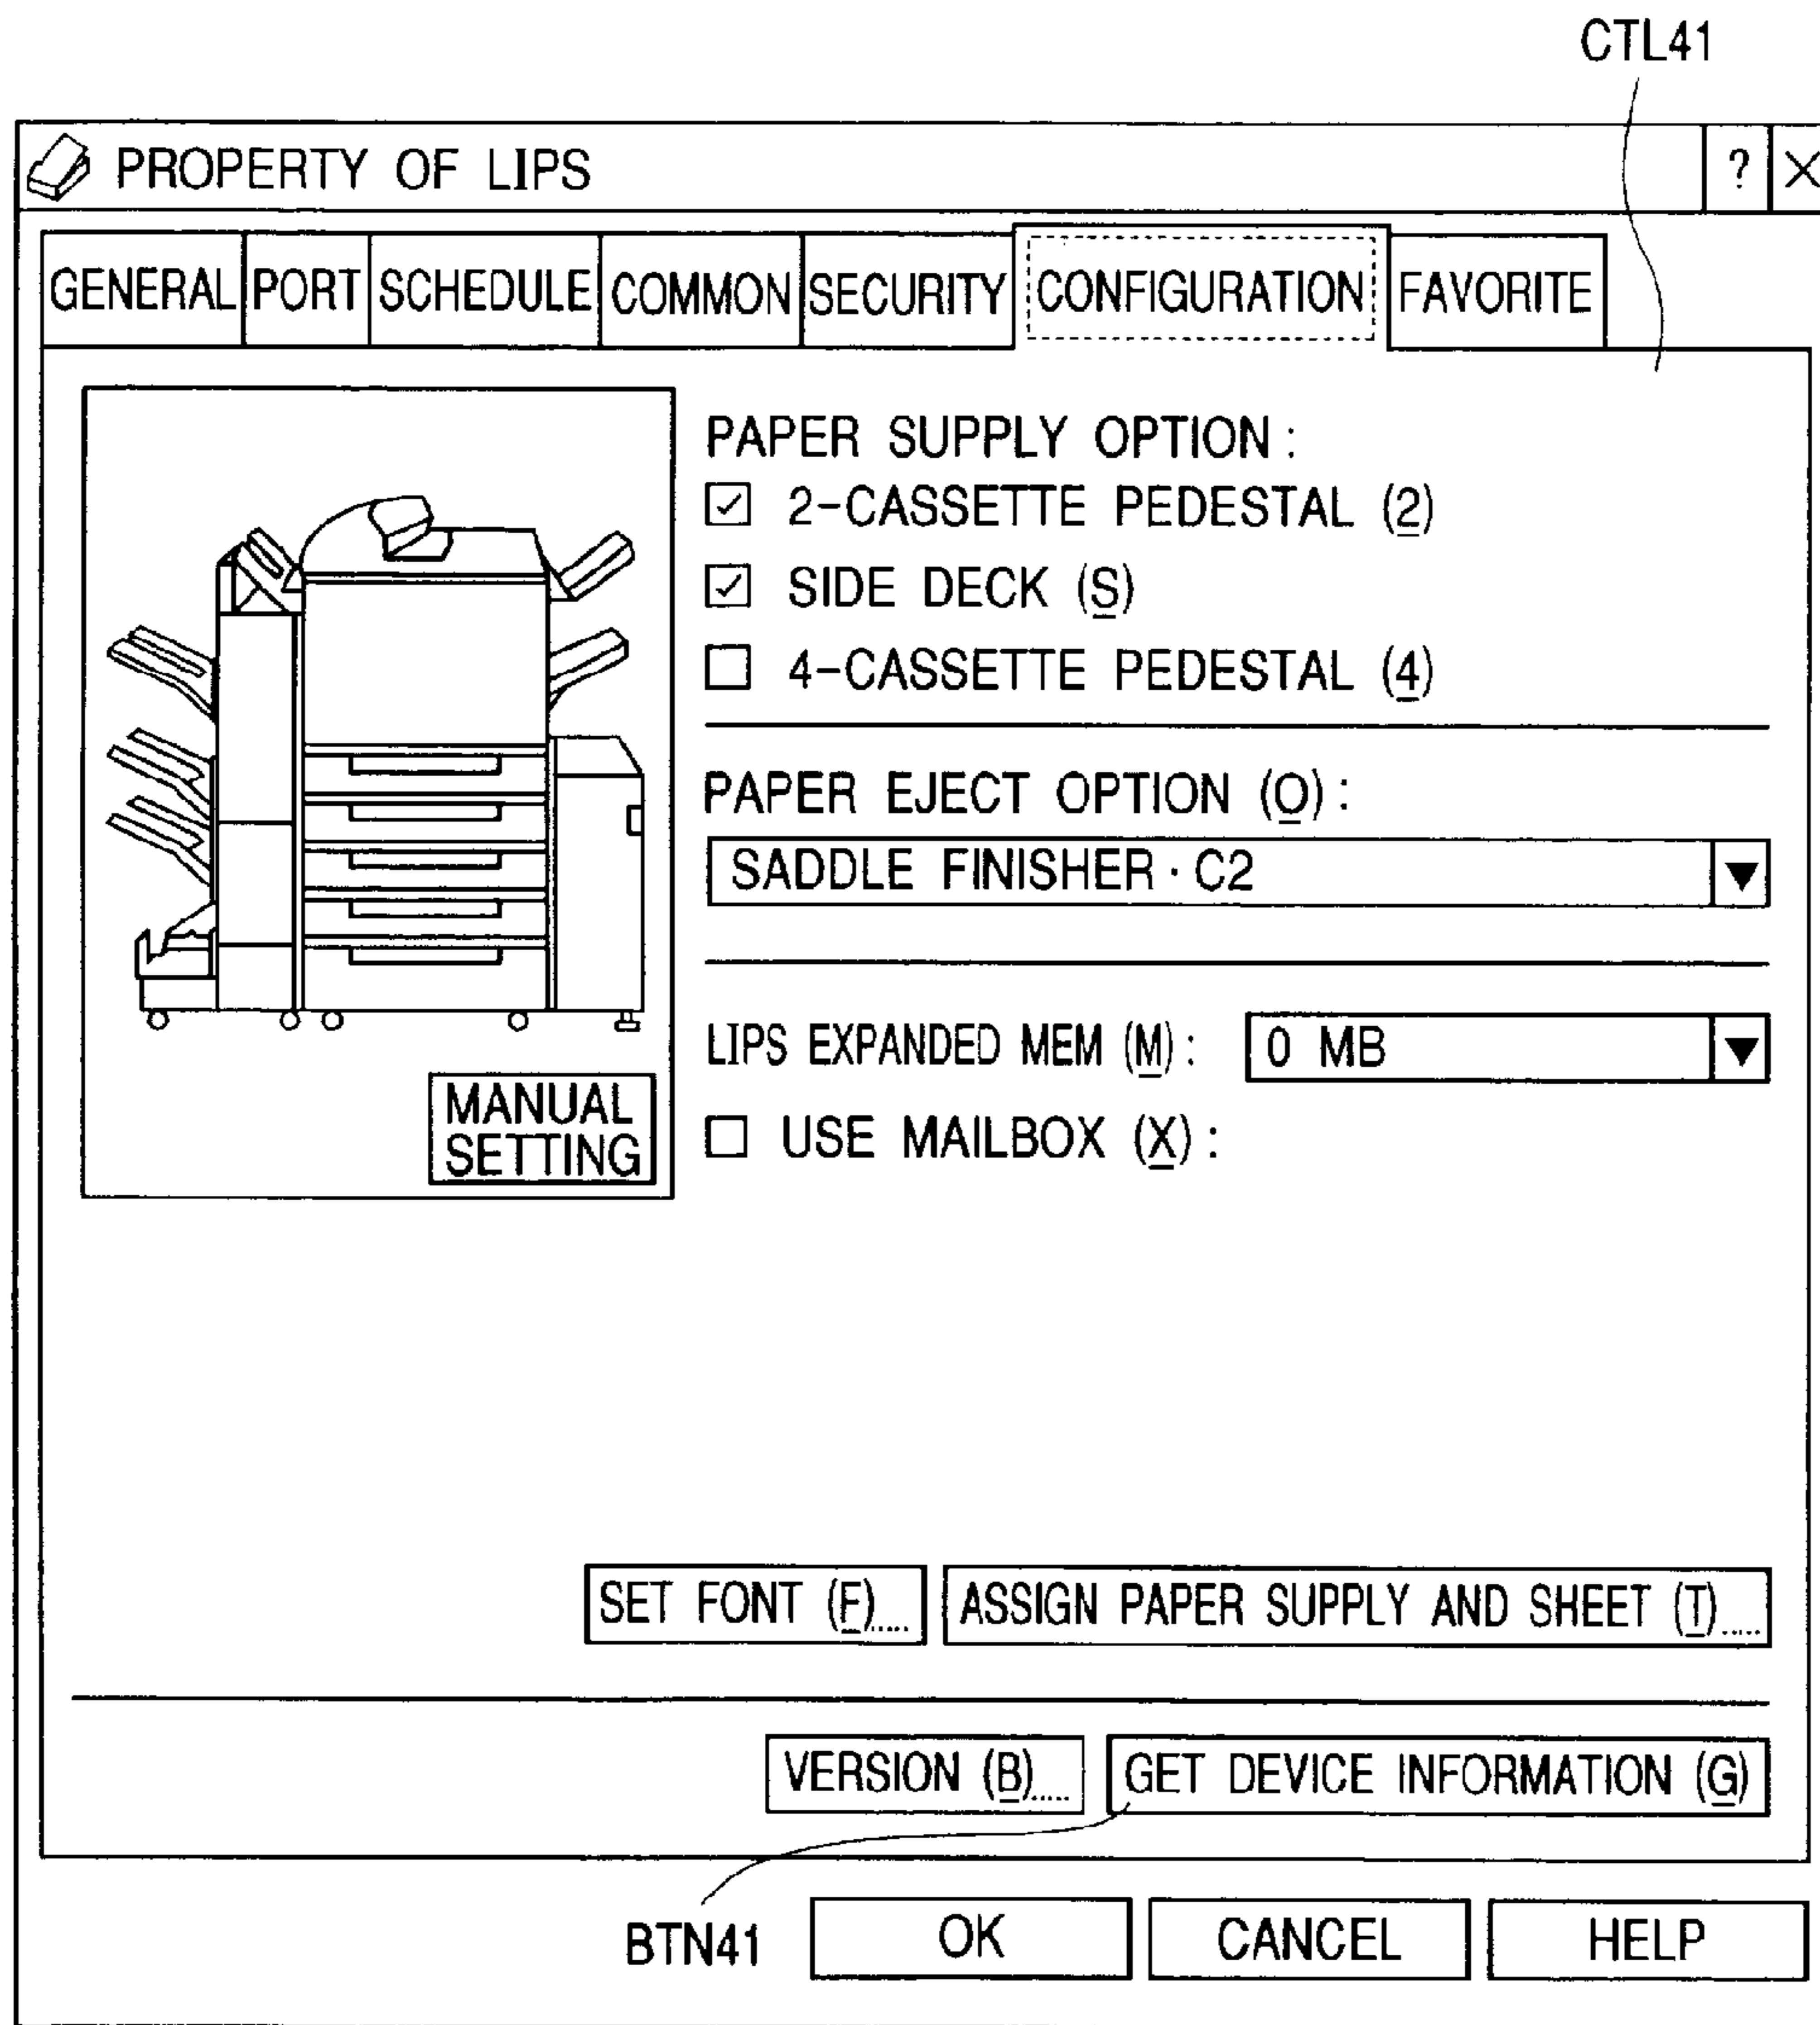 CTL41
PROPERTY OF LIPS ? ×
GENERAL PORT SCHEDULE COMMON SECURITY CONFIGURATION FAVORITE
PAPER SUPPLY OPTION :
2-CASSETTE PEDESTAL (2)
SIDE DECK (S)
4-CASSETTE PEDESTAL (4)
PAPER EJECT OPTION (O) :
SADDLE FINISHER · C2
LIPS EXPANDED MEM (M) : 0 MB
USE MAILBOX (X) :
MANUAL
SETTING
SET FONT (F)..... ASSIGN PAPER SUPPLY AND SHEET (T).....
VERSION (B)..... GET DEVICE INFORMATION (G)
BTN41 OK CANCEL HELP